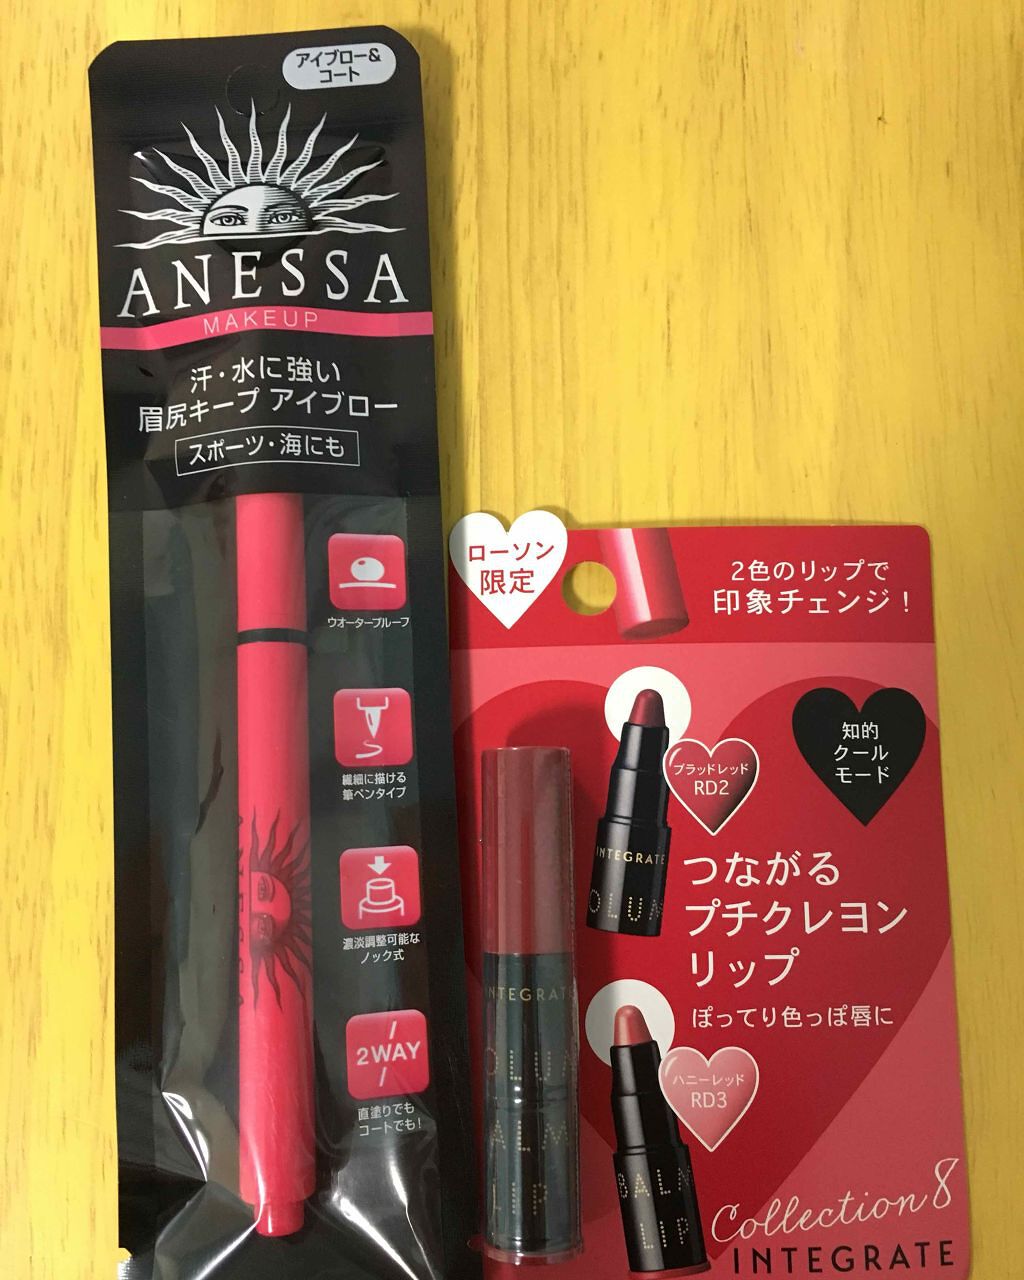 アイブロー&
コート
ANESSA
MAKEUP
汗・水に強い
眉尻キープ アイブロー
スポーツ・海にも
ウオータープルーフ
繊細に描ける
筆ペンタイプ
濃淡調整可能な
ノック式
2WAY
直塗りでも
コートでも!
ローソン
限定
2色のリップで
印象チェンジ!
知的
クール
モード
ブラッドレッド
RD2
INTEGRATE
OLUM
つながる
プチクレヨン
リップ
ぽってり色っぽ唇に
ハニーレッド
RD3
BALM
LIP
INTEGRATE
OLUM
ALM
LIP
Collection 8
INTEGRATE